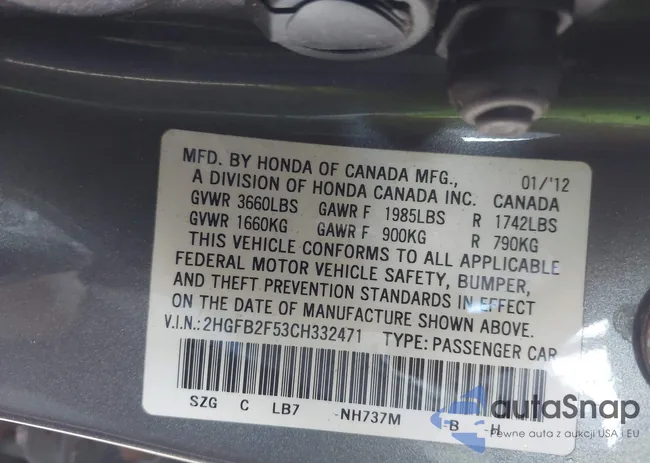 MFD. BY HONDA OF CANADA MFG., 01/'12
A DIVISION OF HONDA CANADA INC. CANADA
GVWR 3660LBS GAWR F 1985LBS R 1742LBS
GVWR 1660KG GAWR F 900KG R 790KG
THIS VEHICLE CONFORMS TO ALL APPLICABLE
FEDERAL MOTOR VEHICLE SAFETY, BUMPER,
AND THEFT PREVENTION STANDARDS IN EFFECT
ON THE DATE OF MANUFACTURE SHOWN ABOVE.
V.I.N.:2HGFB2F53CH332471 TYPE: PASSENGER CAR
SZG C LB7 -NH737M B -H
autoSnap
Pewne auta z aukcji USA i EU